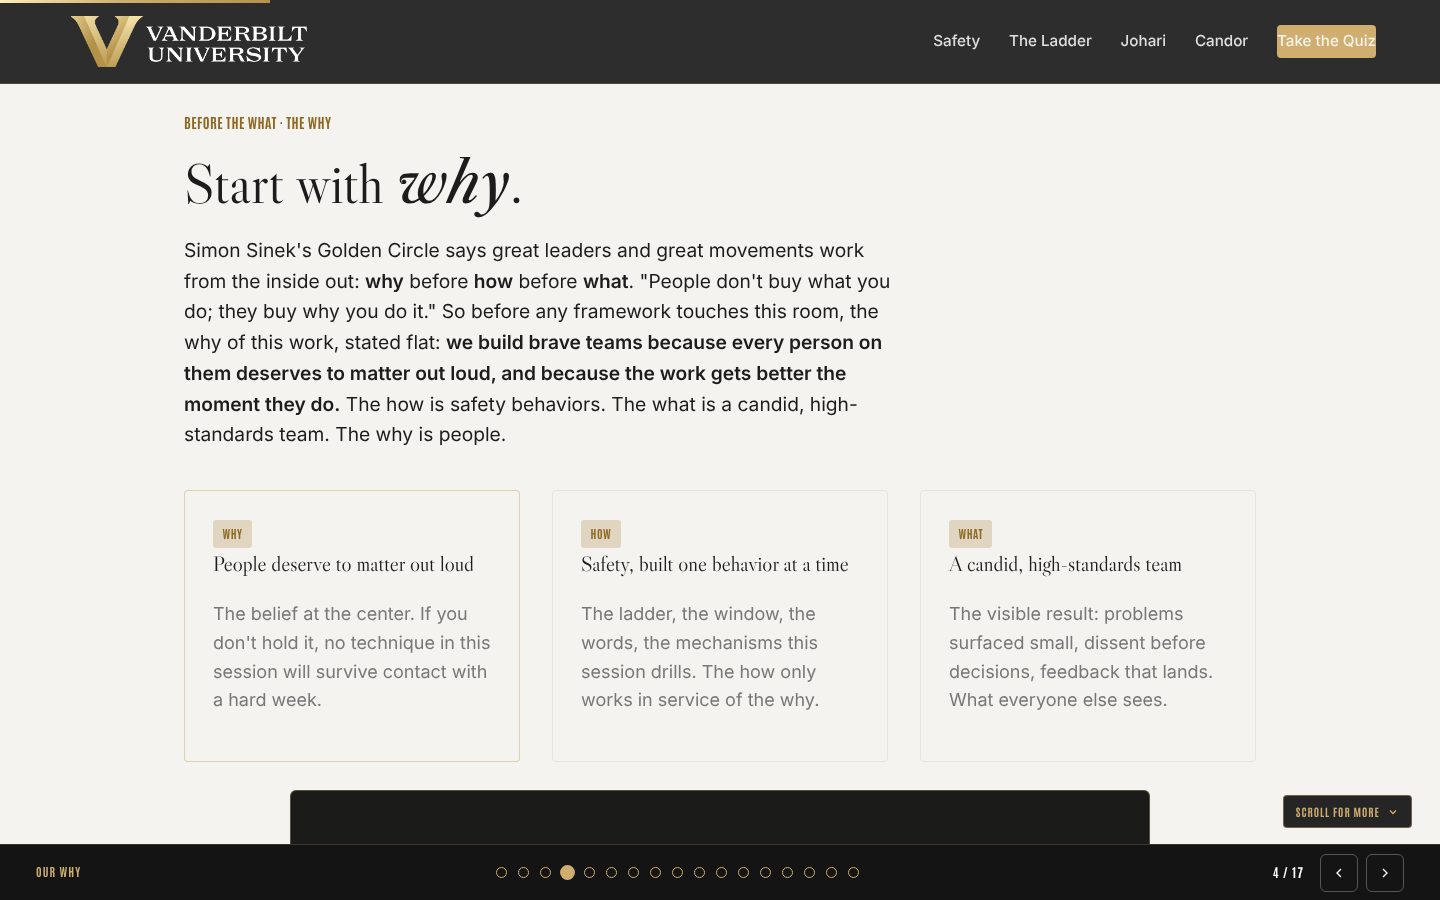 VANDERBILT
UNIVERSITY
Safety
The Ladder
Johari
Candor
Take the Quiz
BEFORE THE WHAT · THE WHY
Start with why.
Simon Sinek's Golden Circle says great leaders and great movements work
from the inside out: why before how before what. "People don't buy what you
do; they buy why you do it." So before any framework touches this room, the
why of this work, stated flat: we build brave teams because every person on
them deserves to matter out loud, and because the work gets better the
moment they do. The how is safety behaviors. The what is a candid, high-
standards team. The why is people.
WHY
People deserve to matter out loud
The belief at the center. If you
don't hold it, no technique in this
session will survive contact with
a hard week.
HOW
Safety, built one behavior at a time
The ladder, the window, the
words, the mechanisms this
session drills. The how only
works in service of the why.
WHAT
A candid, high-standards team
The visible result: problems
surfaced small, dissent before
decisions, feedback that lands.
What everyone else sees.
SCROLL FOR MORE
OUR WHY
4 / 17